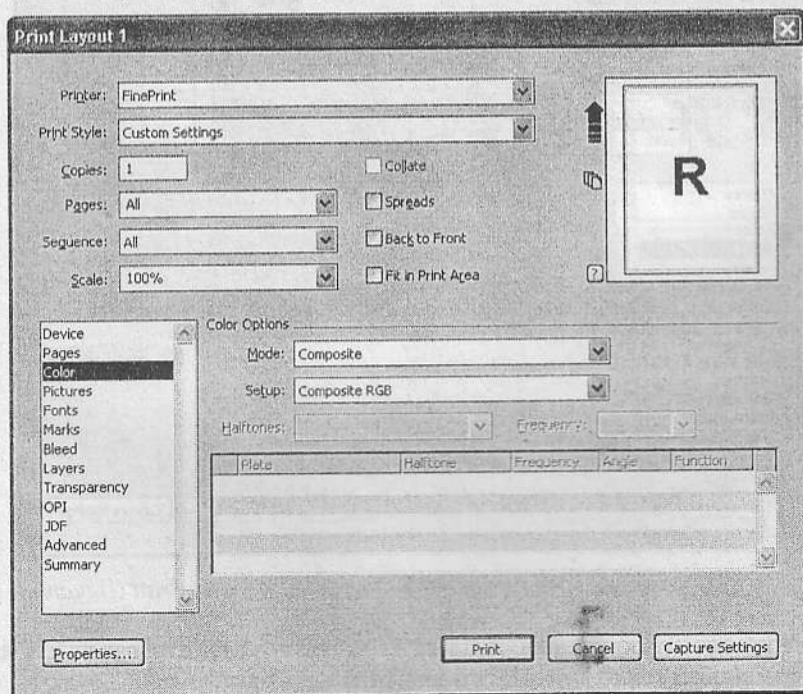 Print Layout 1
Printer: FinePrint
Print Style: Custom Settings
Copies: 1 Collate
Pages: All Spreads
Sequence: All Back to Front
Scale: 100% Fit in Print Area
R
?
Device
Pages
Color
Pictures
Fonts
Marks
Bleed
Layers
Transparency
OPI
JDF
Advanced
Summary
Color Options
Mode: Composite
Setup: Composite RGB
Halftones: Frequency:
Plate Halftone Frequency Angle Function
Properties... Print Cancel Capture Settings